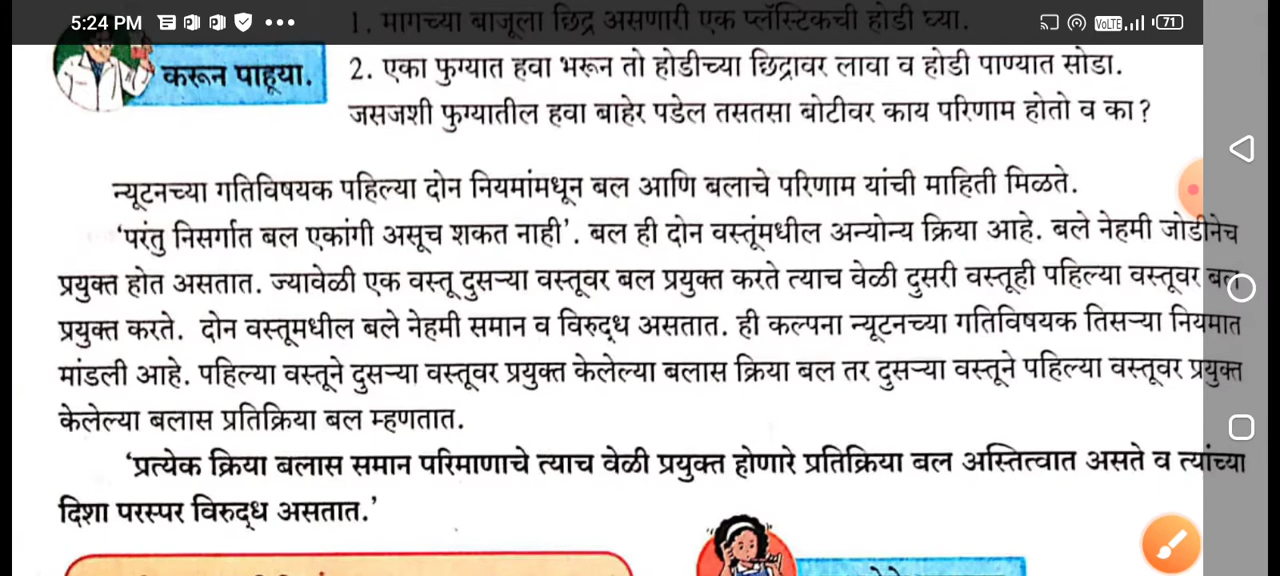 5:24 PM
VoLTE 71
1. मागच्या बाजूला छिद्र असणारी एक प्लॅस्टिकची होडी घ्या.
करून पाहूया.
2. एका फुग्यात हवा भरून तो होडीच्या छिद्रावर लावा व होडी पाण्यात सोडा.
जसजशी फुग्यातील हवा बाहेर पडेल तसतसा बोटीवर काय परिणाम होतो व का?
न्यूटनच्या गतिविषयक पहिल्या दोन नियमांमधून बल आणि बलाचे परिणाम यांची माहिती मिळते.
‘परंतु निसर्गात बल एकांगी असूच शकत नाही’. बल ही दोन वस्तूंमधील अन्योन्य क्रिया आहे. बले नेहमी जोडीनेच
प्रयुक्त होत असतात. ज्यावेळी एक वस्तू दुसऱ्या वस्तूवर बल प्रयुक्त करते त्याच वेळी दुसरी वस्तूही पहिल्या वस्तूवर बल
प्रयुक्त करते. दोन वस्तूमधील बले नेहमी समान व विरुद्ध असतात. ही कल्पना न्यूटनच्या गतिविषयक तिसऱ्या नियमात
मांडली आहे. पहिल्या वस्तूने दुसऱ्या वस्तूवर प्रयुक्त केलेल्या बलास क्रिया बल तर दुसऱ्या वस्तूने पहिल्या वस्तूवर प्रयुक्त
केलेल्या बलास प्रतिक्रिया बल म्हणतात.
‘प्रत्येक क्रिया बलास समान परिमाणाचे त्याच वेळी प्रयुक्त होणारे प्रतिक्रिया बल अस्तित्वात असते व त्यांच्या
दिशा परस्पर विरुद्ध असतात.’